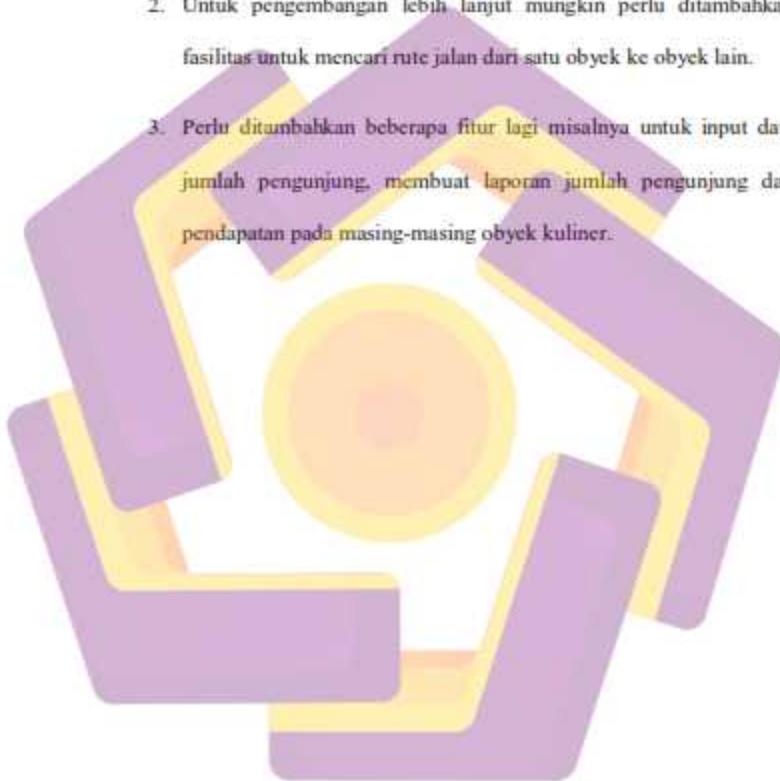 2. Untuk pengembangan lebih lanjut mungkin perlu ditambahka
fasilitas untuk mencari rute jalan dari satu obyek ke obyek lain.
3. Perlu ditambahkan beberapa fitur lagi misalnya untuk input da
jumlah pengunjung, membuat laporan jumlah pengunjung da
pendapatan pada masing-masing obyek kuliner.